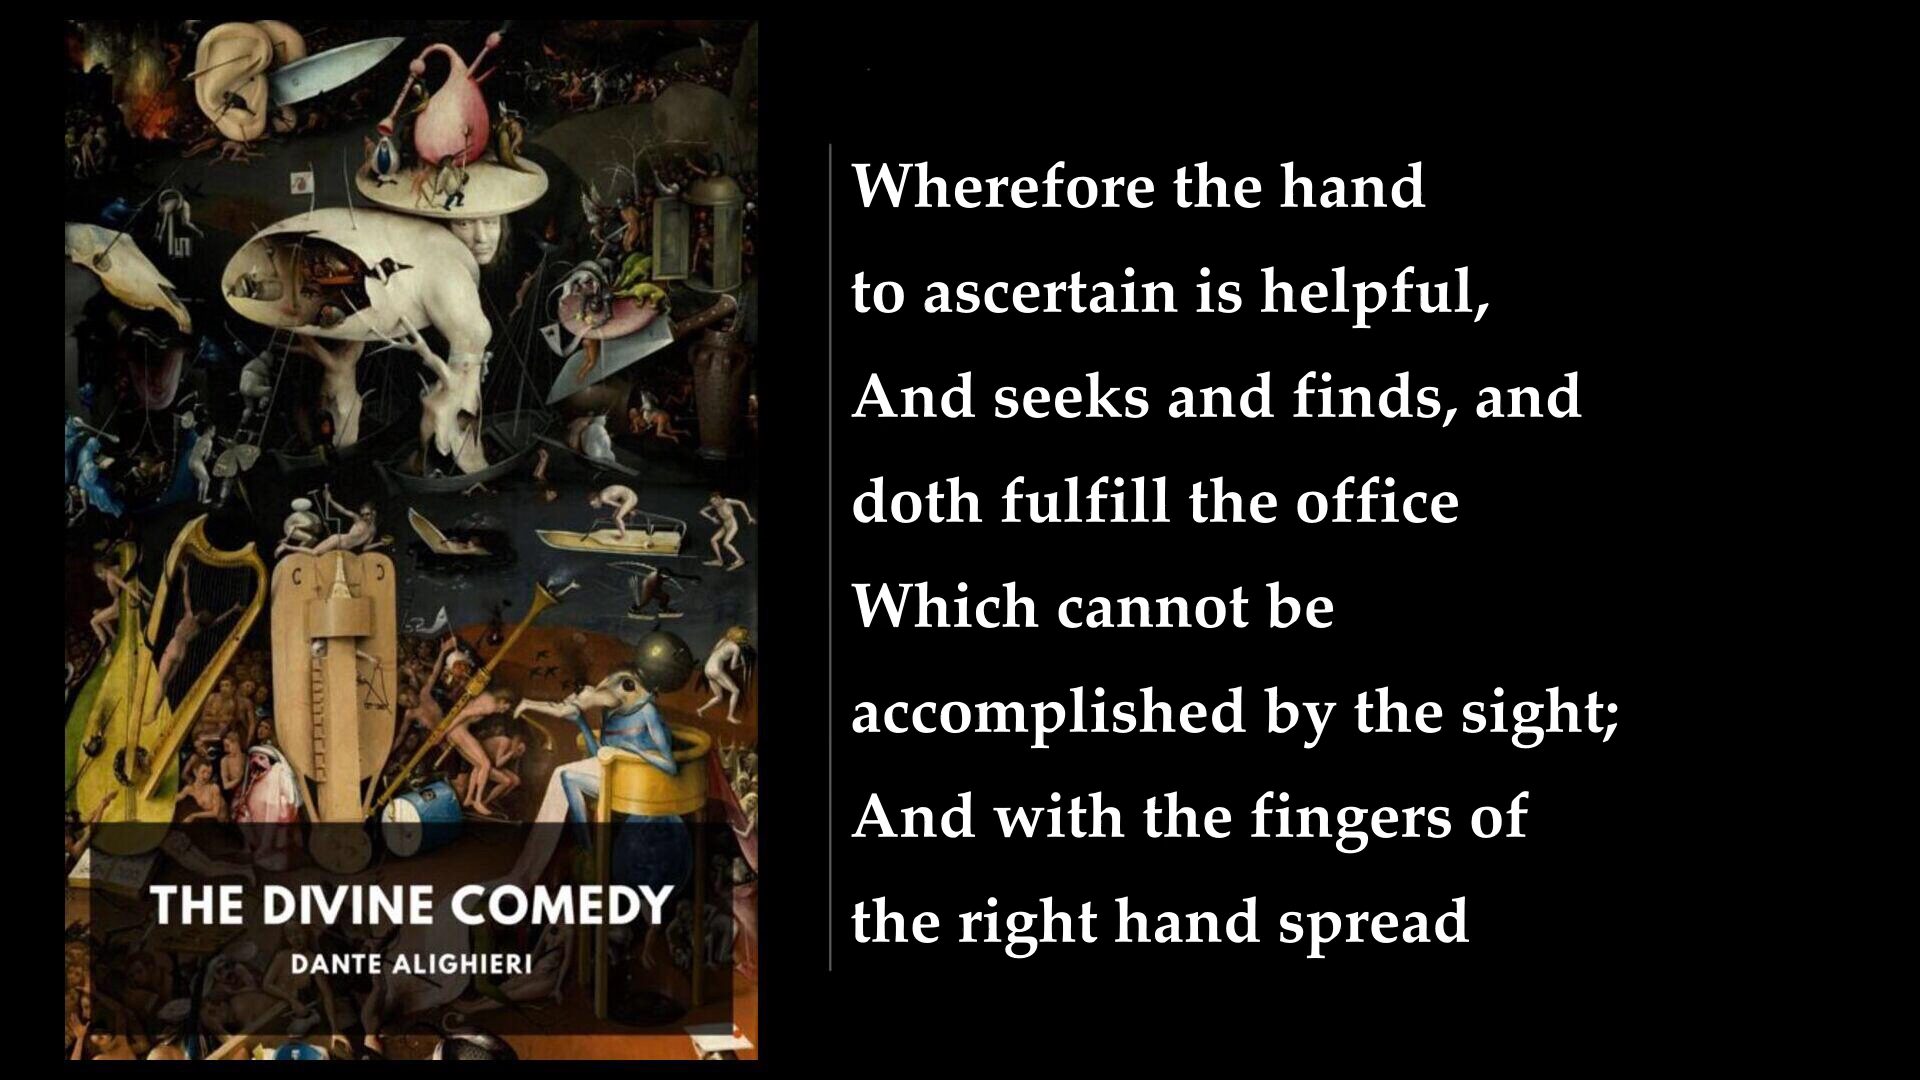 THE DIVINE COMEDY
DANTE ALIGHIERI
Wherefore the hand
to ascertain is helpful,
And seeks and finds, and
doth fulfill the office
Which cannot be
accomplished by the sight;
And with the fingers of
the right hand spread